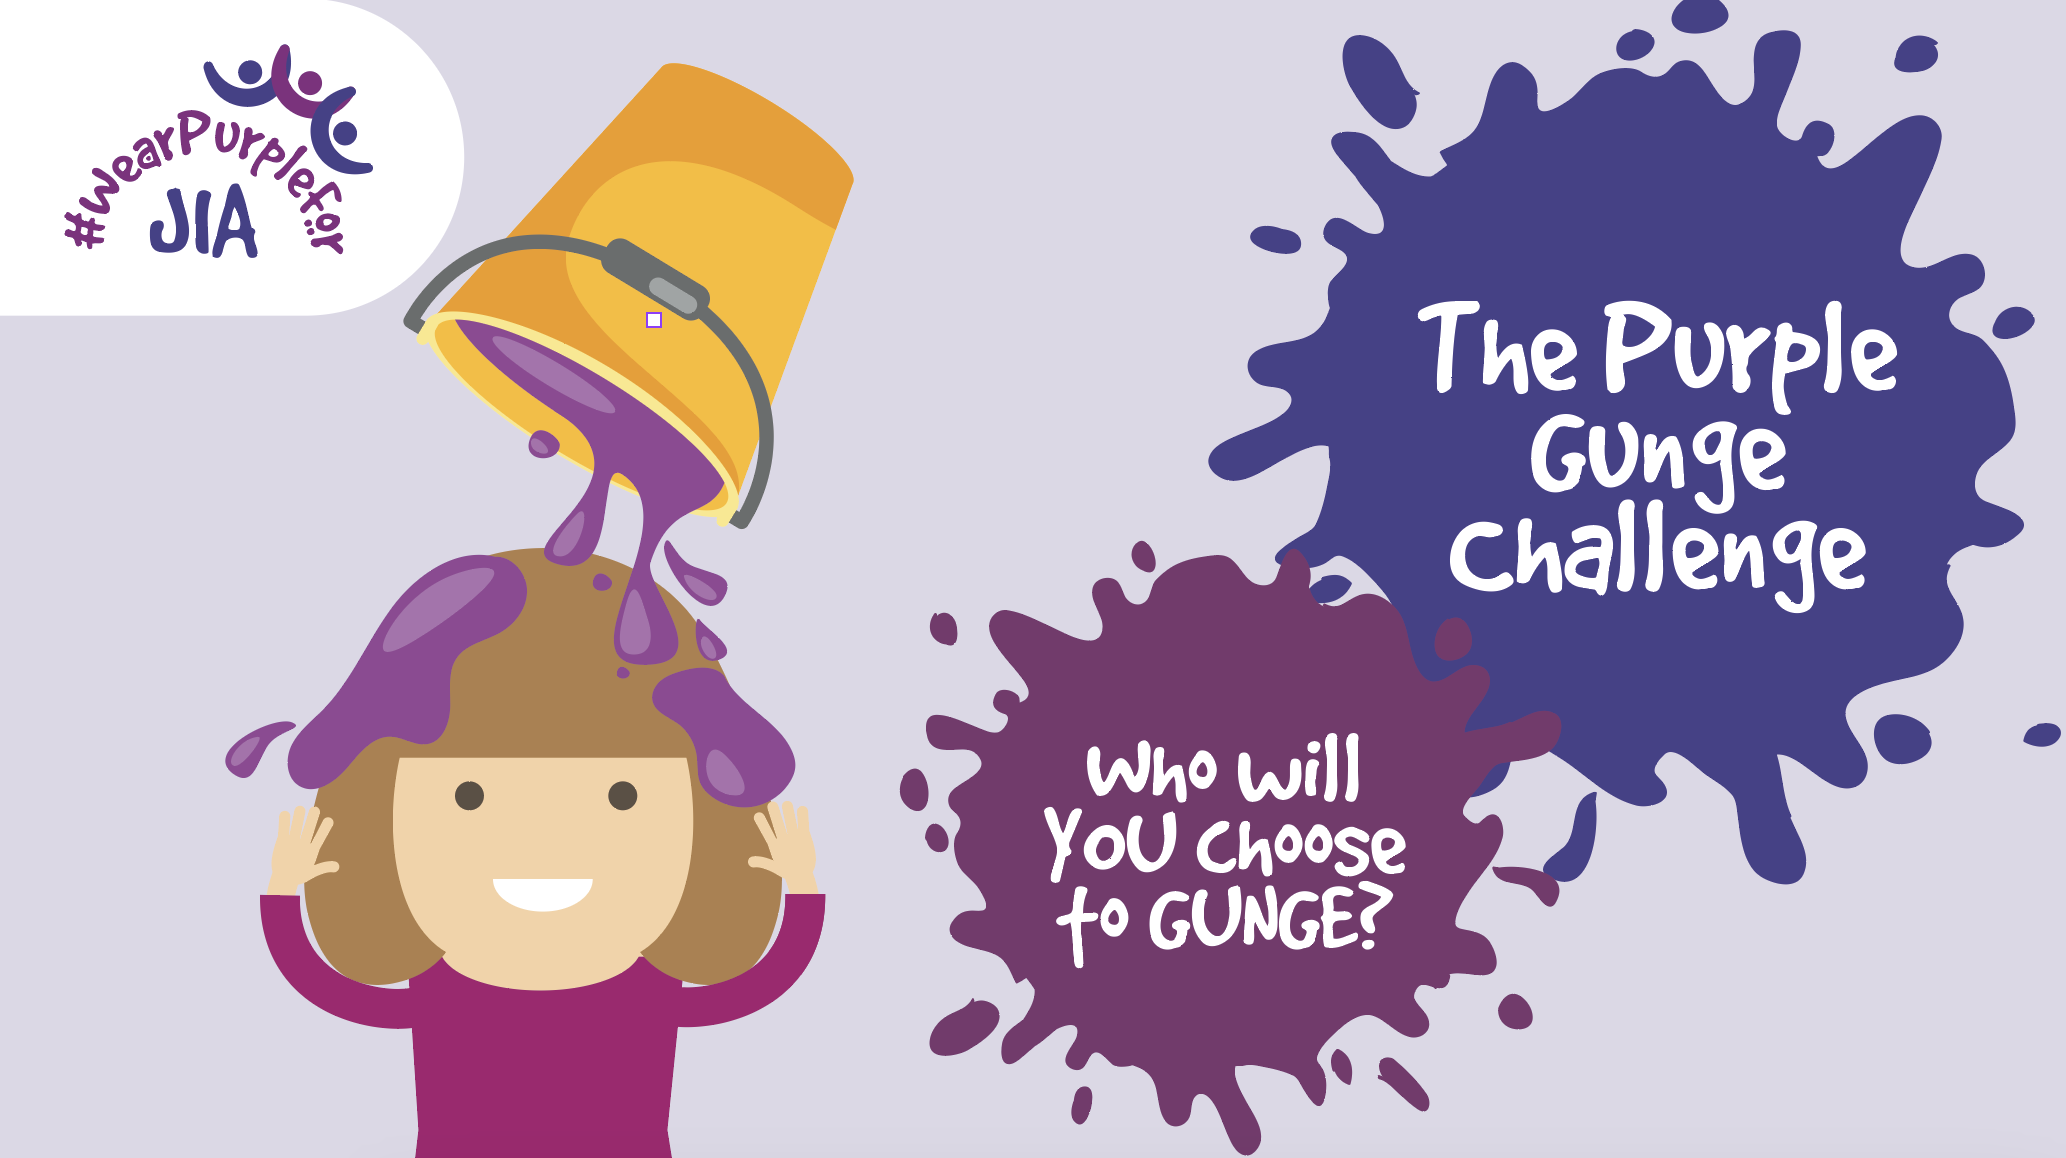 #WearPurpleFor
JIA
The Purple
Gunge
Challenge
Who will
you choose
to GUNGE?